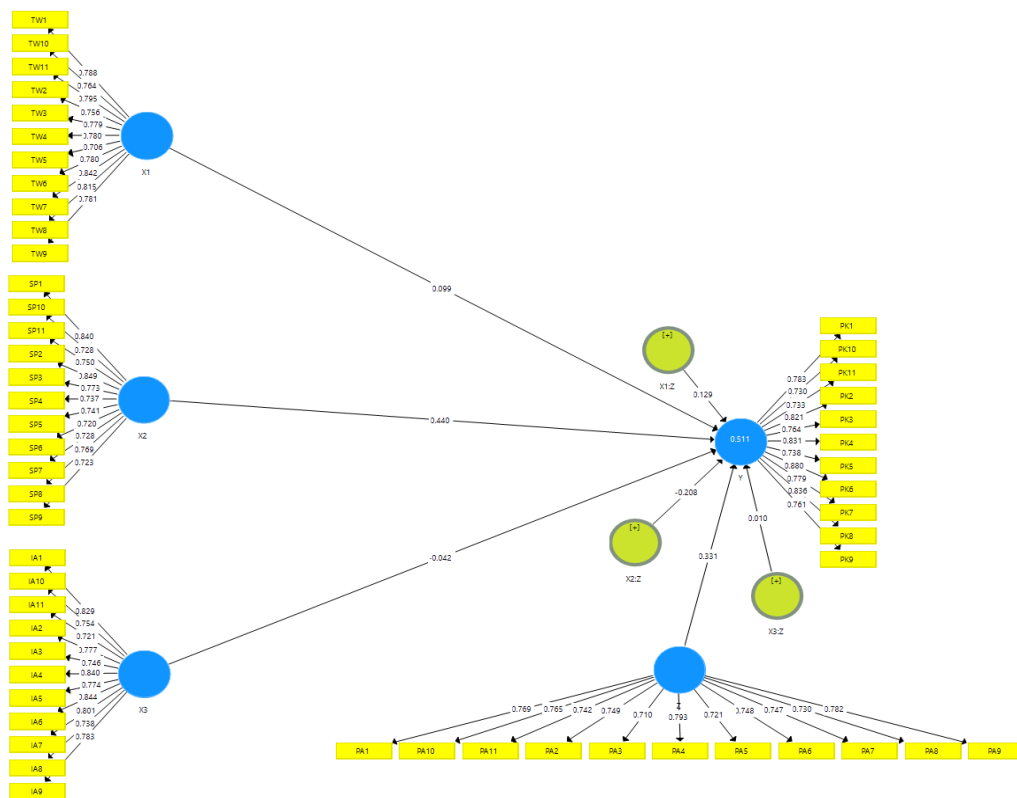 TW1
TW10
TW11
TW2
TW3
TW4
TW5
TW6
TW7
TW8
TW9
0.788
0.764
0.795
0.756
0.779
0.780
0.706
0.780
0.842
0.815
0.781
X1
SP1
SP10
SP11
SP2
SP3
SP4
SP5
SP6
SP7
SP8
SP9
0.840
0.728
0.750
0.849
0.773
0.737
0.741
0.720
0.728
0.769
0.723
X2
IA1
IA10
IA11
IA2
IA3
IA4
IA5
IA6
IA7
IA8
IA9
0.829
0.754
0.721
0.777
0.746
0.840
0.774
0.844
0.801
0.738
0.783
X3
0.099
0.440
-0.042
[+]
X1:Z
0.129
[+]
X2:Z
-0.208
[+]
X3:Z
0.010
0.331
0.511
Y
0.783
0.730
0.733
0.821
0.764
0.831
0.738
0.880
0.779
0.836
0.761
PK1
PK10
PK11
PK2
PK3
PK4
PK5
PK6
PK7
PK8
PK9
Z
0.769
0.765
0.742
0.749
0.710
0.793
0.721
0.748
0.747
0.730
0.782
PA1
PA10
PA11
PA2
PA3
PA4
PA5
PA6
PA7
PA8
PA9